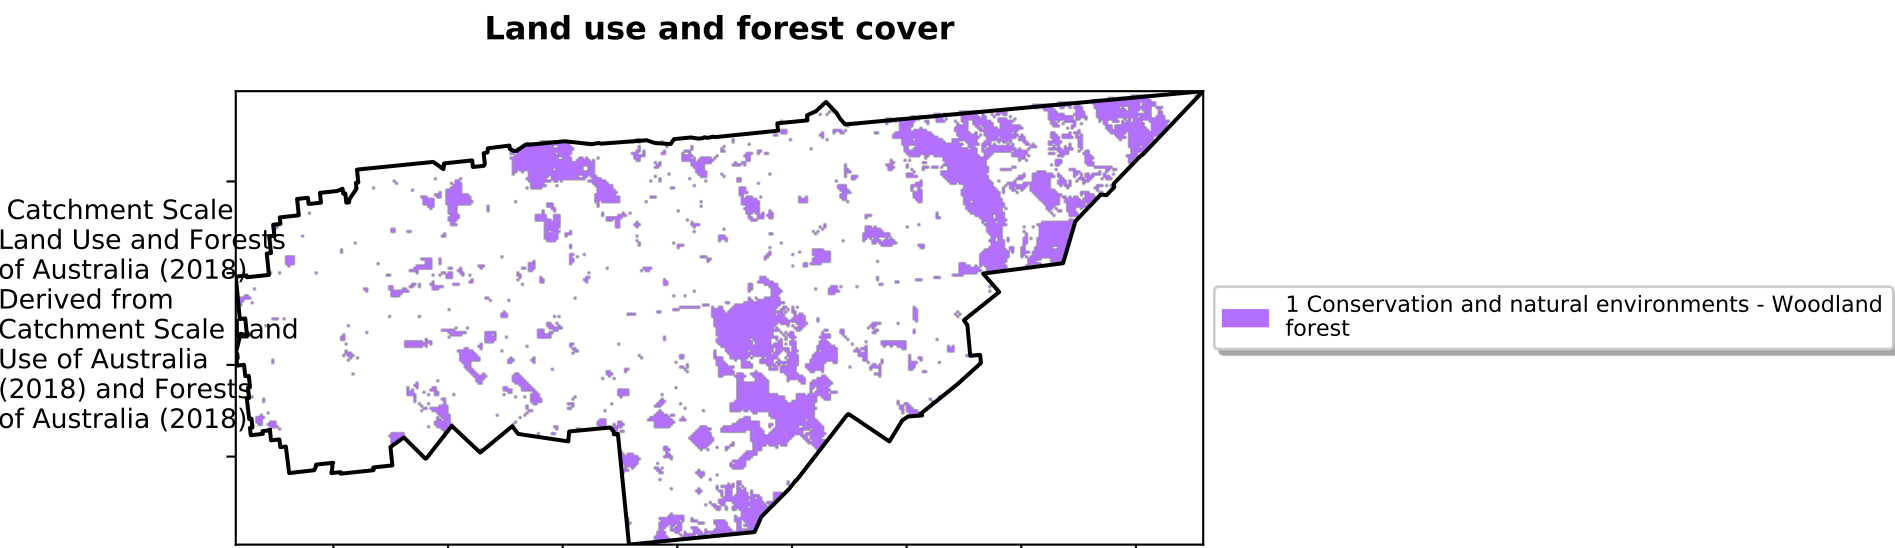 Land use and forest cover
Catchment Scale
Land Use and Forests
of Australia (2018)
Derived from
Catchment Scale Land
Use of Australia
(2018) and Forests
of Australia (2018)
1 Conservation and natural environments - Woodland
forest